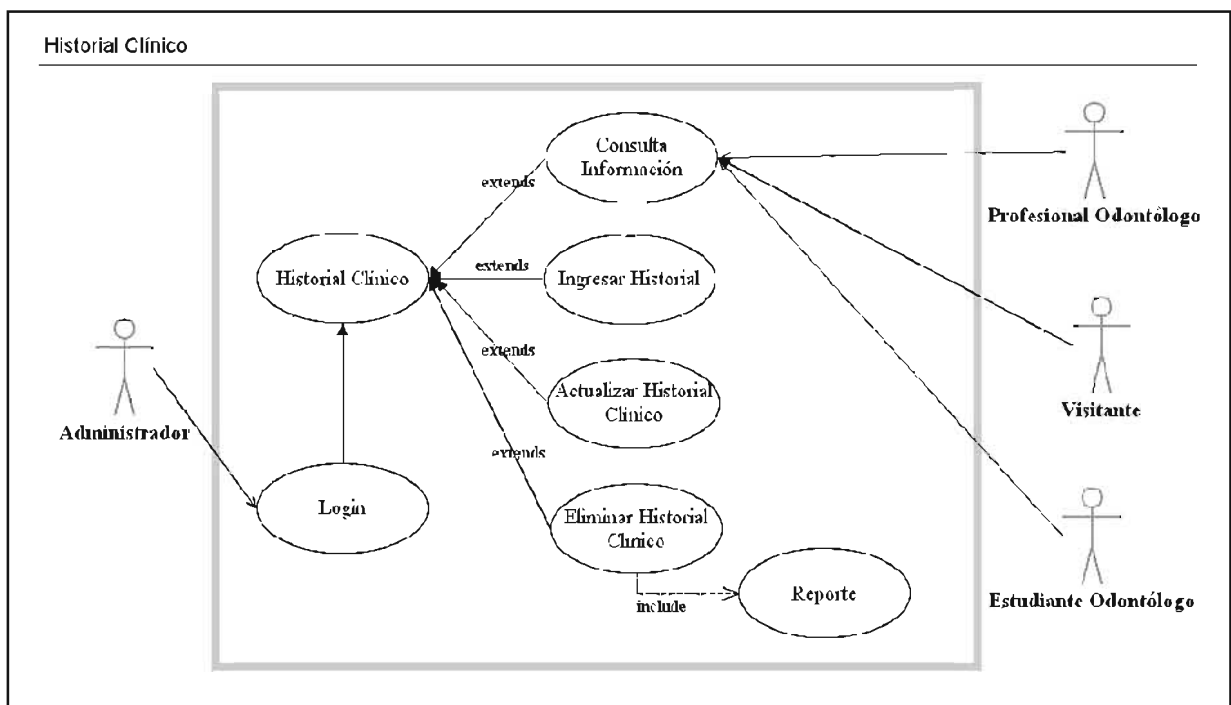 Historial Clínico
Consulta
Información
extends
Profesional Odontólogo
Historial Clínico
extends
Ingresar Historial
extends
Actualizar Historial
Clínico
Visitante
Administrador
extends
Login
Eliminar Historial
Clínico
include
Reporte
Estudiante Odontólogo